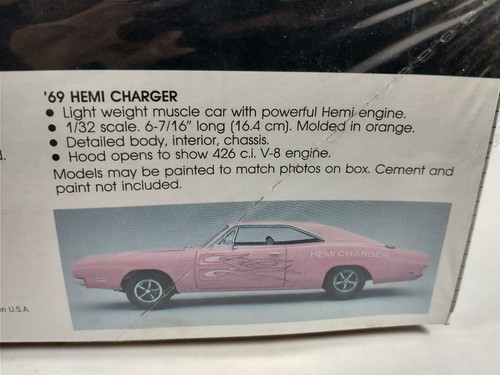 '69 HEMI CHARGER
● Light weight muscle car with powerful Hemi engine.
● 1/32 scale. 6-7/16" long (16.4 cm). Molded in orange.
● Detailed body, interior, chassis.
● Hood opens to show 426 c.i. V-8 engine.
Models may be painted to match photos on box. Cement and
paint not included.
HEMI CHARGER
in U.S.A.